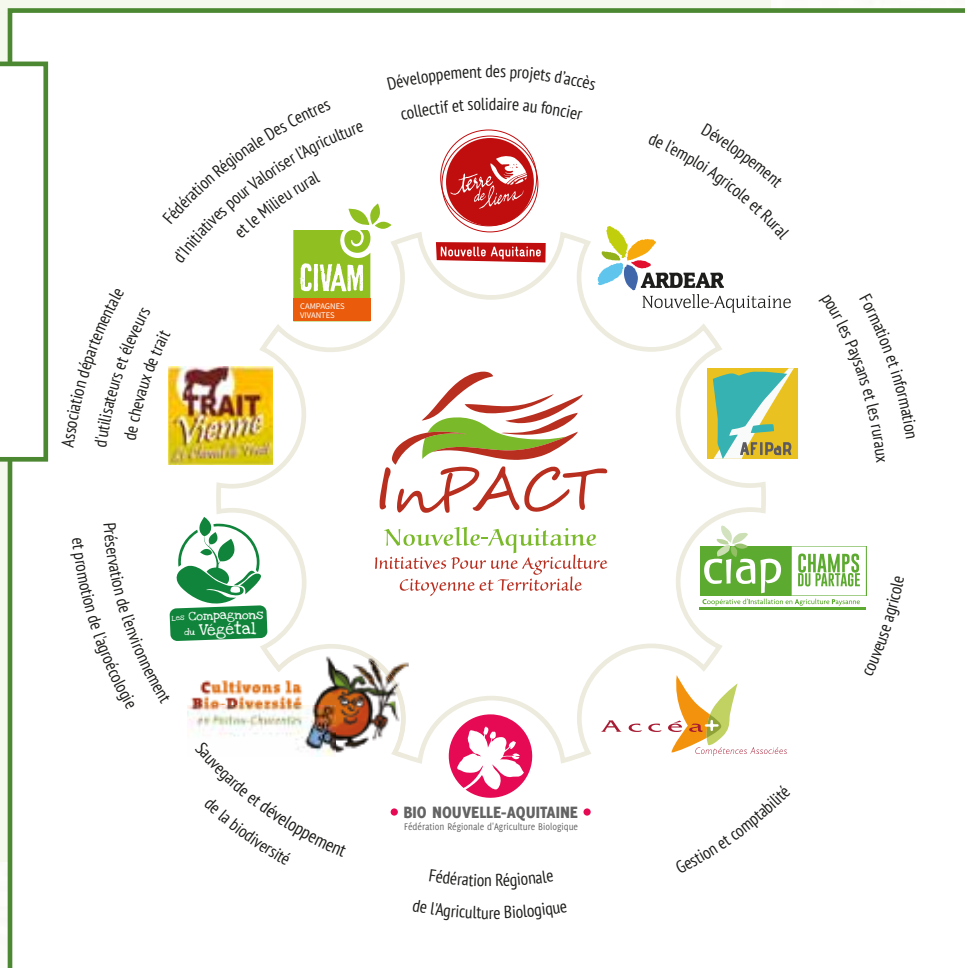 Développement des projets d'accès
collectif et solidaire au foncier
terre
de liens
Nouvelle Aquitaine
Développement
de l'emploi Agricole et Rural
ARDEAR
Nouvelle-Aquitaine
Formation et information
pour les Paysans et les ruraux
AFIPaR
ciap
CHAMPS
DU PARTAGE
Coopérative d'Installation en Agriculture Paysanne
couveuse agricole
Accéa+
Compétences Associées
Gestion et comptabilité
BIO NOUVELLE-AQUITAINE
Fédération Régionale d'Agriculture Biologique
Fédération Régionale
de l'Agriculture Biologique
Cultivons la
Bio-Diversité
en Poitou-Charentes
Sauvegarde et développement
de la biodiversité
Les Compagnons
du Végétal
Préservation de l'environnement
et promotion de l'agroécologie
TRAIT
Vienne
Association départementale
d'utilisateurs et éleveurs
de chevaux de trait
CIVAM
CAMPAGNES
VIVANTES
Fédération Régionale Des Centres
d'Initiatives pour Valoriser l'Agriculture
et le Milieu rural
InPACT
Nouvelle-Aquitaine
Initiatives Pour une Agriculture
Citoyenne et Territoriale